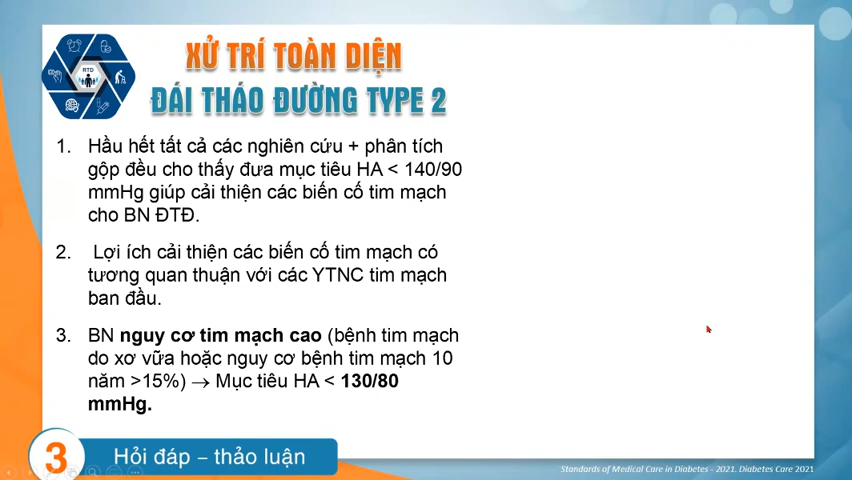 RTD
XỬ TRÍ TOÀN DIỆN
ĐÁI THÁO ĐƯỜNG TYPE 2
1. Hầu hết tất cả các nghiên cứu + phân tích
gộp đều cho thấy đưa mục tiêu HA < 140/90
mmHg giúp cải thiện các biến cố tim mạch
cho BN ĐTĐ.
2. Lợi ích cải thiện các biến cố tim mạch có
tương quan thuận với các YTNC tim mạch
ban đầu.
3. BN nguy cơ tim mạch cao (bệnh tim mạch
do xơ vữa hoặc nguy cơ bệnh tim mạch 10
năm >15%) → Mục tiêu HA < 130/80
mmHg.
3 Hỏi đáp – thảo luận
Standards of Medical Care in Diabetes - 2021. Diabetes Care 2021